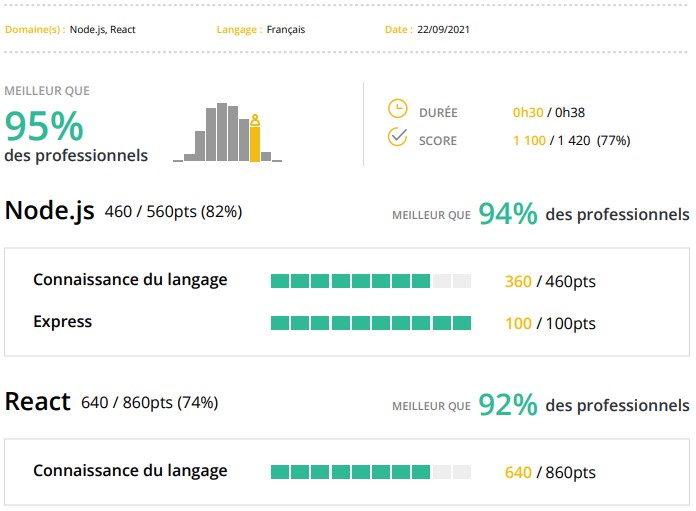 Domaine(s) : Node.js, React Langage : Français Date : 22/09/2021
MEILLEUR QUE
95%
des professionnels
DURÉE 0h30 / 0h38
SCORE 1 100 / 1 420 (77%)
Node.js 460 / 560pts (82%) MEILLEUR QUE 94% des professionnels
Connaissance du langage 360 / 460pts
Express 100 / 100pts
React 640 / 860pts (74%) MEILLEUR QUE 92% des professionnels
Connaissance du langage 640 / 860pts